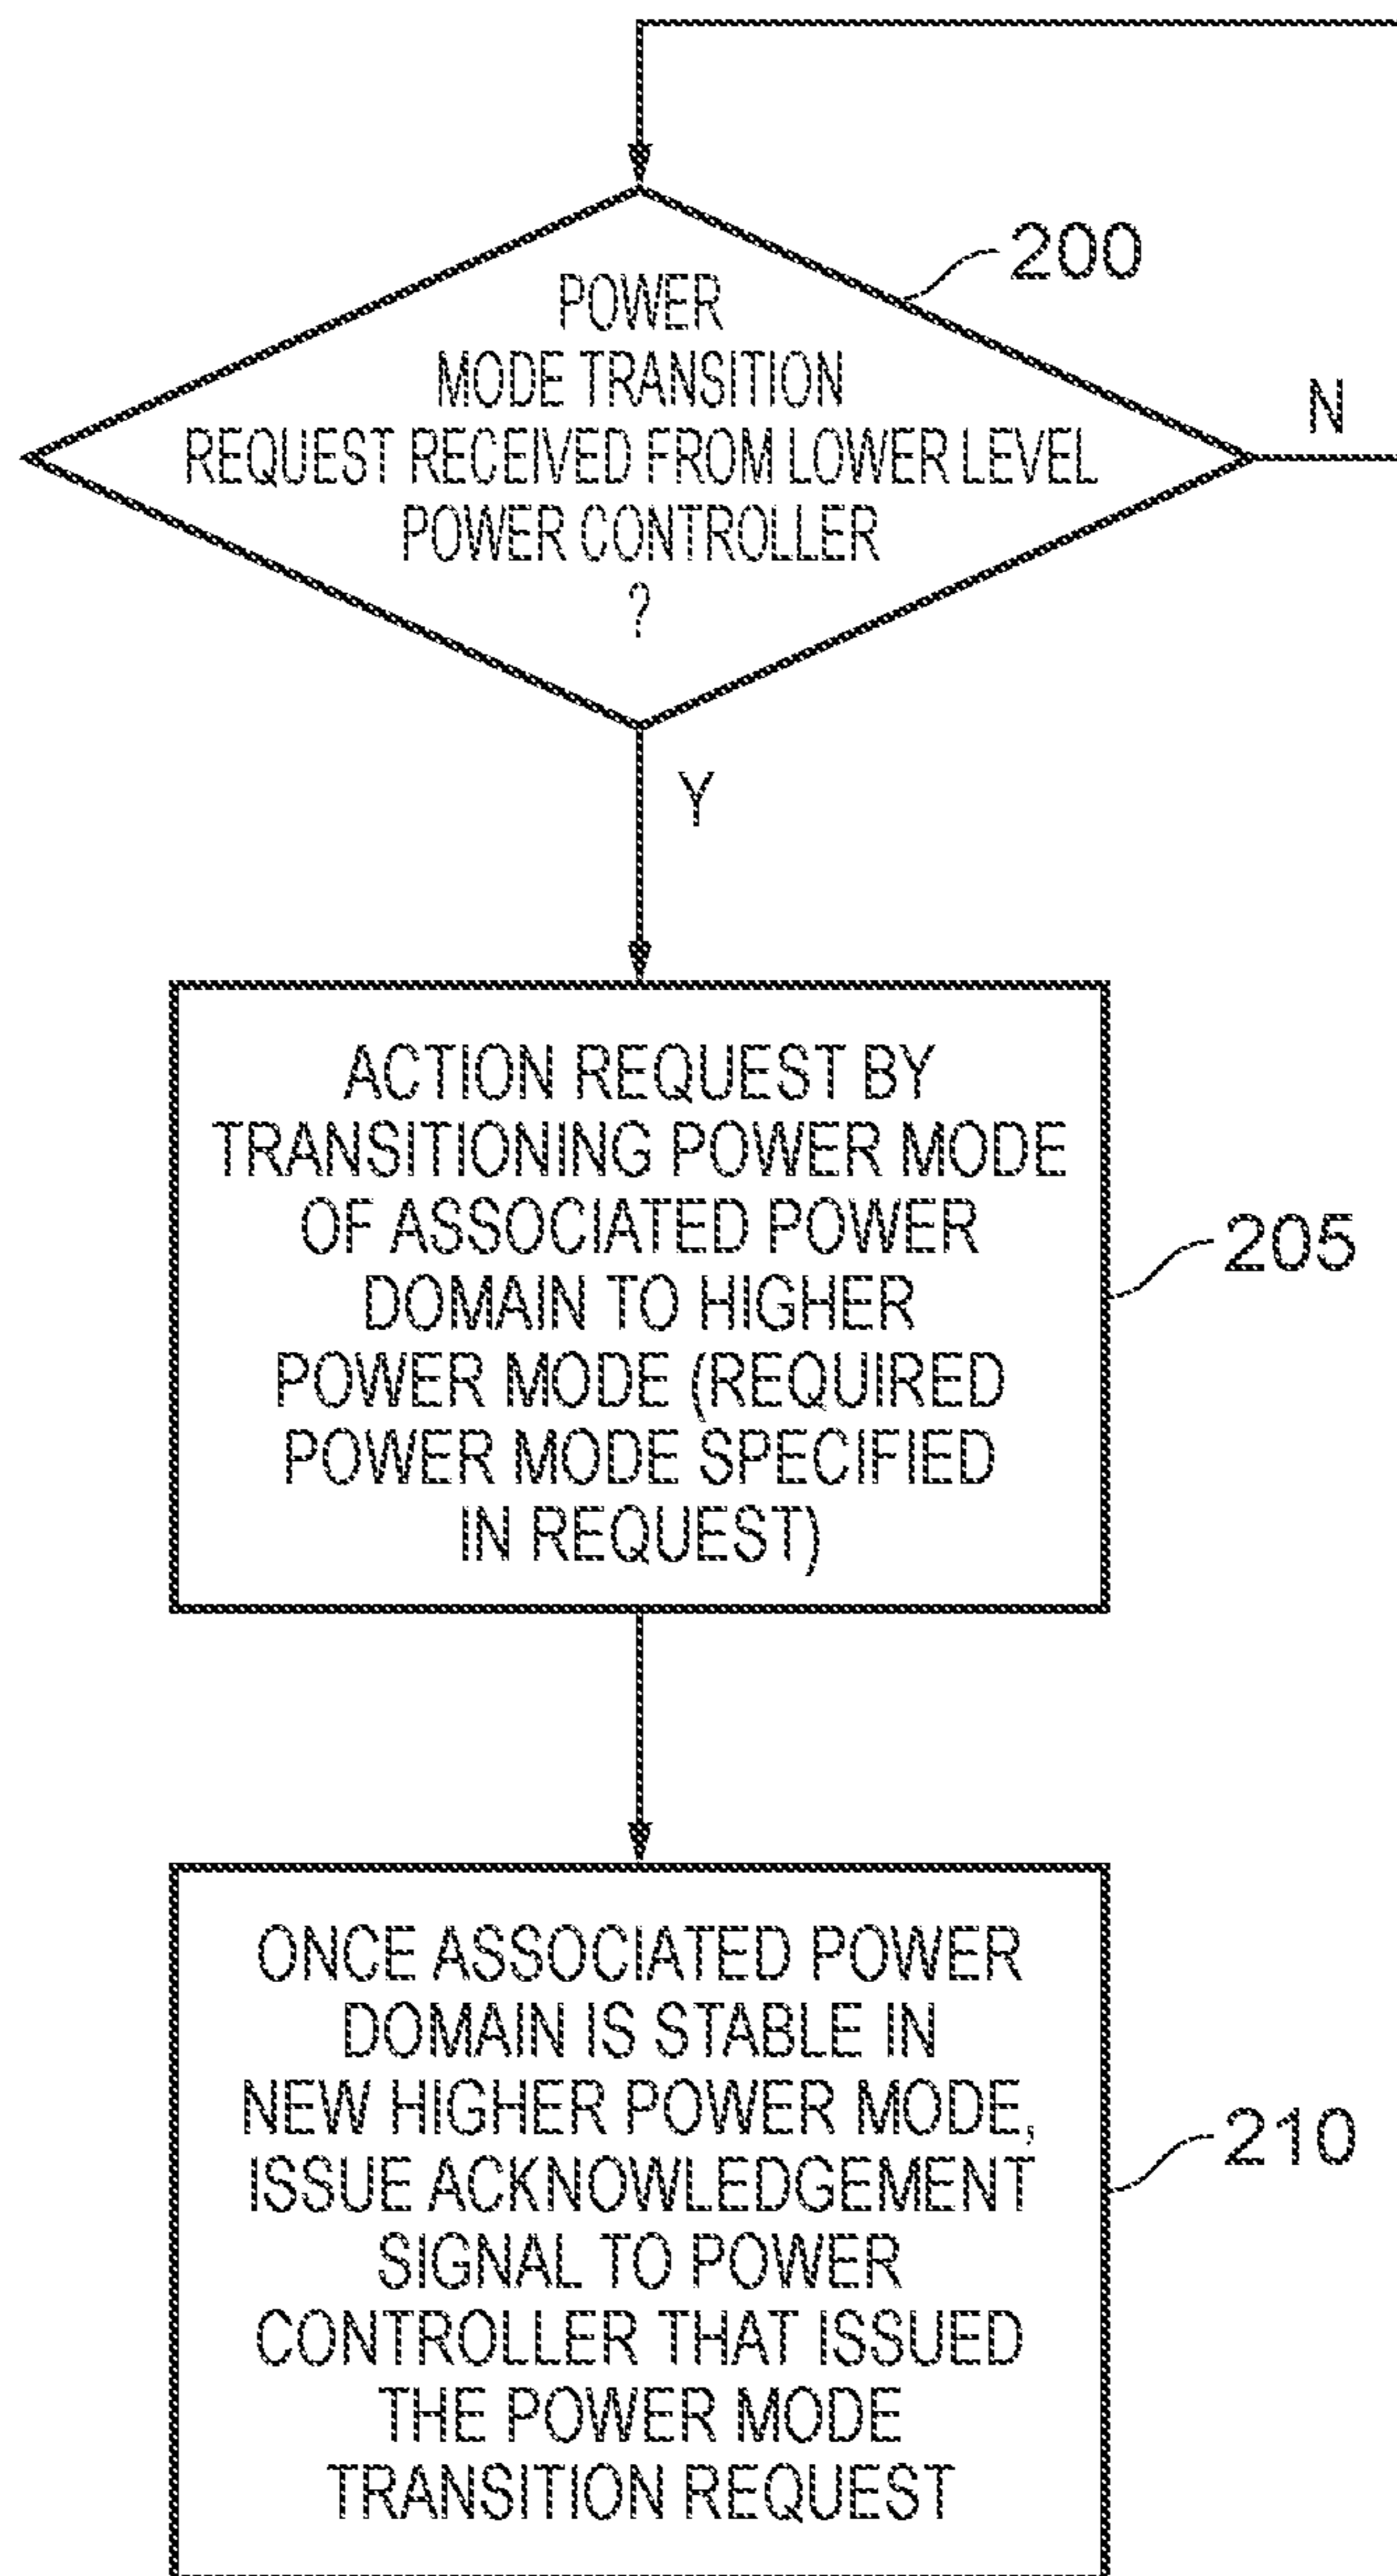 200
POWER
MODE TRANSITION
REQUEST RECEIVED FROM LOWER LEVEL
POWER CONTROLLER
?
N
Y
ACTION REQUEST BY
TRANSITIONING POWER MODE
OF ASSOCIATED POWER
DOMAIN TO HIGHER
POWER MODE (REQUIRED
POWER MODE SPECIFIED
IN REQUEST)
205
ONCE ASSOCIATED POWER
DOMAIN IS STABLE IN
NEW HIGHER POWER MODE,
ISSUE ACKNOWLEDGEMENT
SIGNAL TO POWER
CONTROLLER THAT ISSUED
THE POWER MODE
TRANSITION REQUEST
210